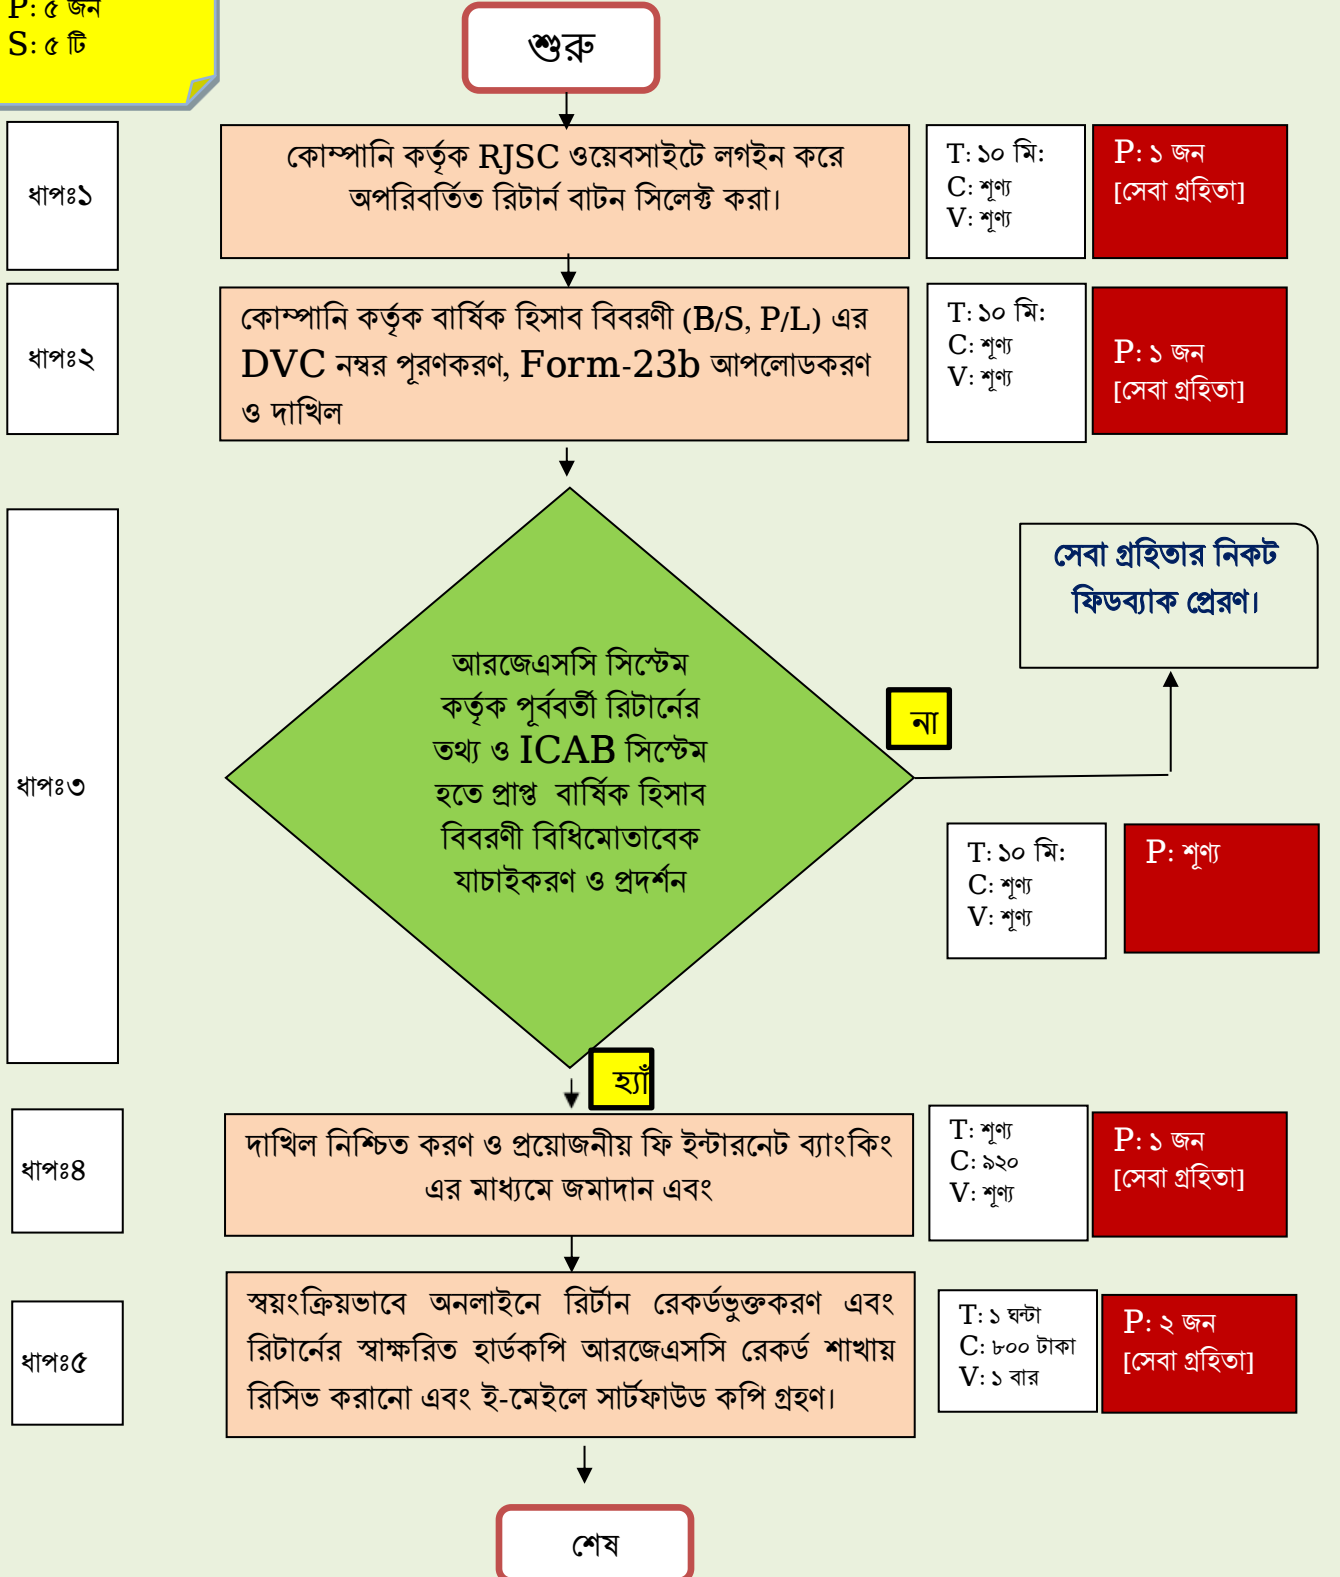 P: ৫ জন
S: ৫ টি
শুরু
ধাপঃ১
কোম্পানি কর্তৃক RJSC ওয়েবসাইটে লগইন করে
অপরিবর্তিত রিটার্ন বাটন সিলেক্ট করা।
T: ১০ মি:
C: শূণ্য
V: শূণ্য
P: ১ জন
[সেবা গ্রহিতা]
ধাপঃ২
কোম্পানি কর্তৃক বার্ষিক হিসাব বিবরণী (B/S, P/L) এর
DVC নম্বর পূরণকরণ, Form-23b আপলোডকরণ
ও দাখিল
T: ১০ মি:
C: শূণ্য
V: শূণ্য
P: ১ জন
[সেবা গ্রহিতা]
ধাপঃ৩
আরজেএসসি সিস্টেম
কর্তৃক পূর্ববর্তী রিটার্নের
তথ্য ও ICAB সিস্টেম
হতে প্রাপ্ত বার্ষিক হিসাব
বিবরণী বিধিমোতাবেক
যাচাইকরণ ও প্রদর্শন
না
সেবা গ্রহিতার নিকট
ফিডব্যাক প্রেরণ।
T: ১০ মি:
C: শূণ্য
V: শূণ্য
P: শূণ্য
হ্যাঁ
ধাপঃ৪
দাখিল নিশ্চিত করণ ও প্রয়োজনীয় ফি ইন্টারনেট ব্যাংকিং
এর মাধ্যমে জমাদান এবং
T: শূণ্য
C: ৯২০
V: শূণ্য
P: ১ জন
[সেবা গ্রহিতা]
ধাপঃ৫
স্বয়ংক্রিয়ভাবে অনলাইনে রির্টান রেকর্ডভুক্তকরণ এবং
রিটার্নের স্বাক্ষরিত হার্ডকপি আরজেএসসি রেকর্ড শাখায়
রিসিভ করানো এবং ই-মেইলে সার্টফাউড কপি গ্রহণ।
T: ১ ঘন্টা
C: ৮০০ টাকা
V: ১ বার
P: ২ জন
[সেবা গ্রহিতা]
শেষ